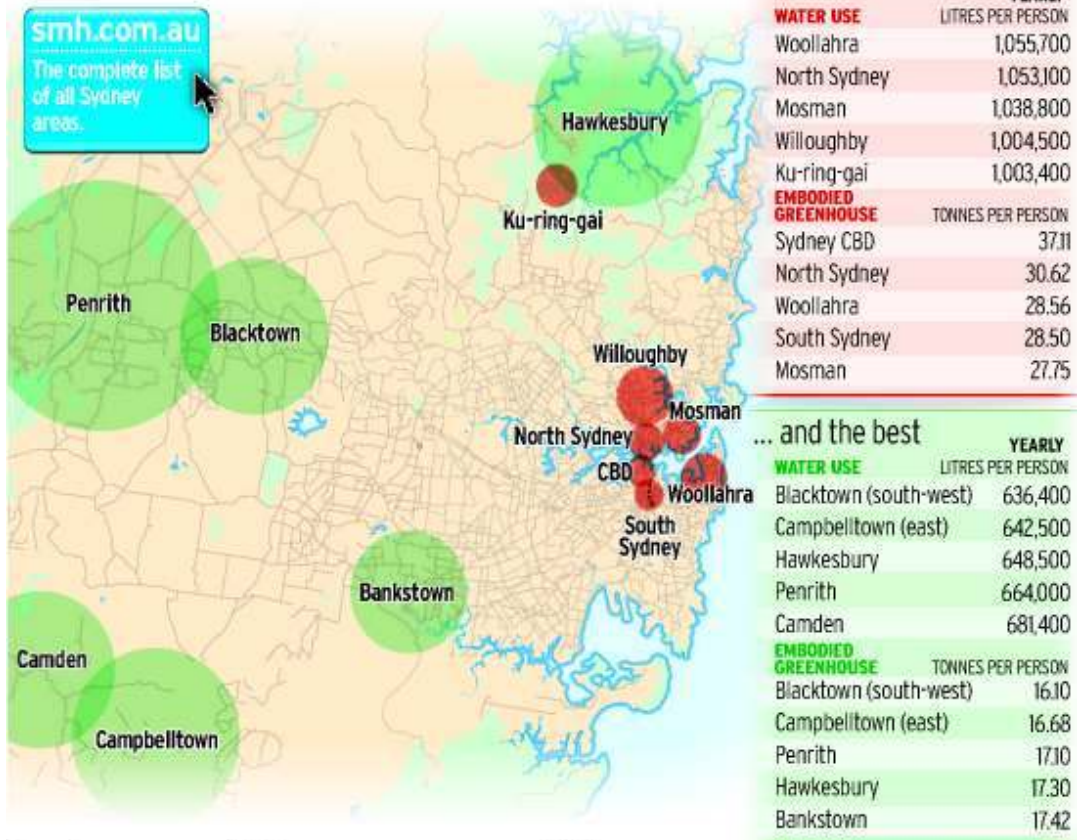 smh.com.au
The complete list
of all Sydney
areas.
Hawkesbury
Ku-ring-gai
Penrith
Blacktown
Willoughby
Mosman
North Sydney
CBD
Woollahra
South
Sydney
Bankstown
Camden
Campbelltown
YEARLY
WATER USE LITRES PER PERSON
Woollahra 1,055,700
North Sydney 1,053,100
Mosman 1,038,800
Willoughby 1,004,500
Ku-ring-gai 1,003,400
EMBODIED
GREENHOUSE TONNES PER PERSON
Sydney CBD 37.11
North Sydney 30.62
Woollahra 28.56
South Sydney 28.50
Mosman 27.75
... and the best
YEARLY
WATER USE LITRES PER PERSON
Blacktown (south-west) 636,400
Campbelltown (east) 642,500
Hawkesbury 648,500
Penrith 664,000
Camden 681,400
EMBODIED
GREENHOUSE TONNES PER PERSON
Blacktown (south-west) 16.10
Campbelltown (east) 16.68
Penrith 17.10
Hawkesbury 17.30
Bankstown 17.42